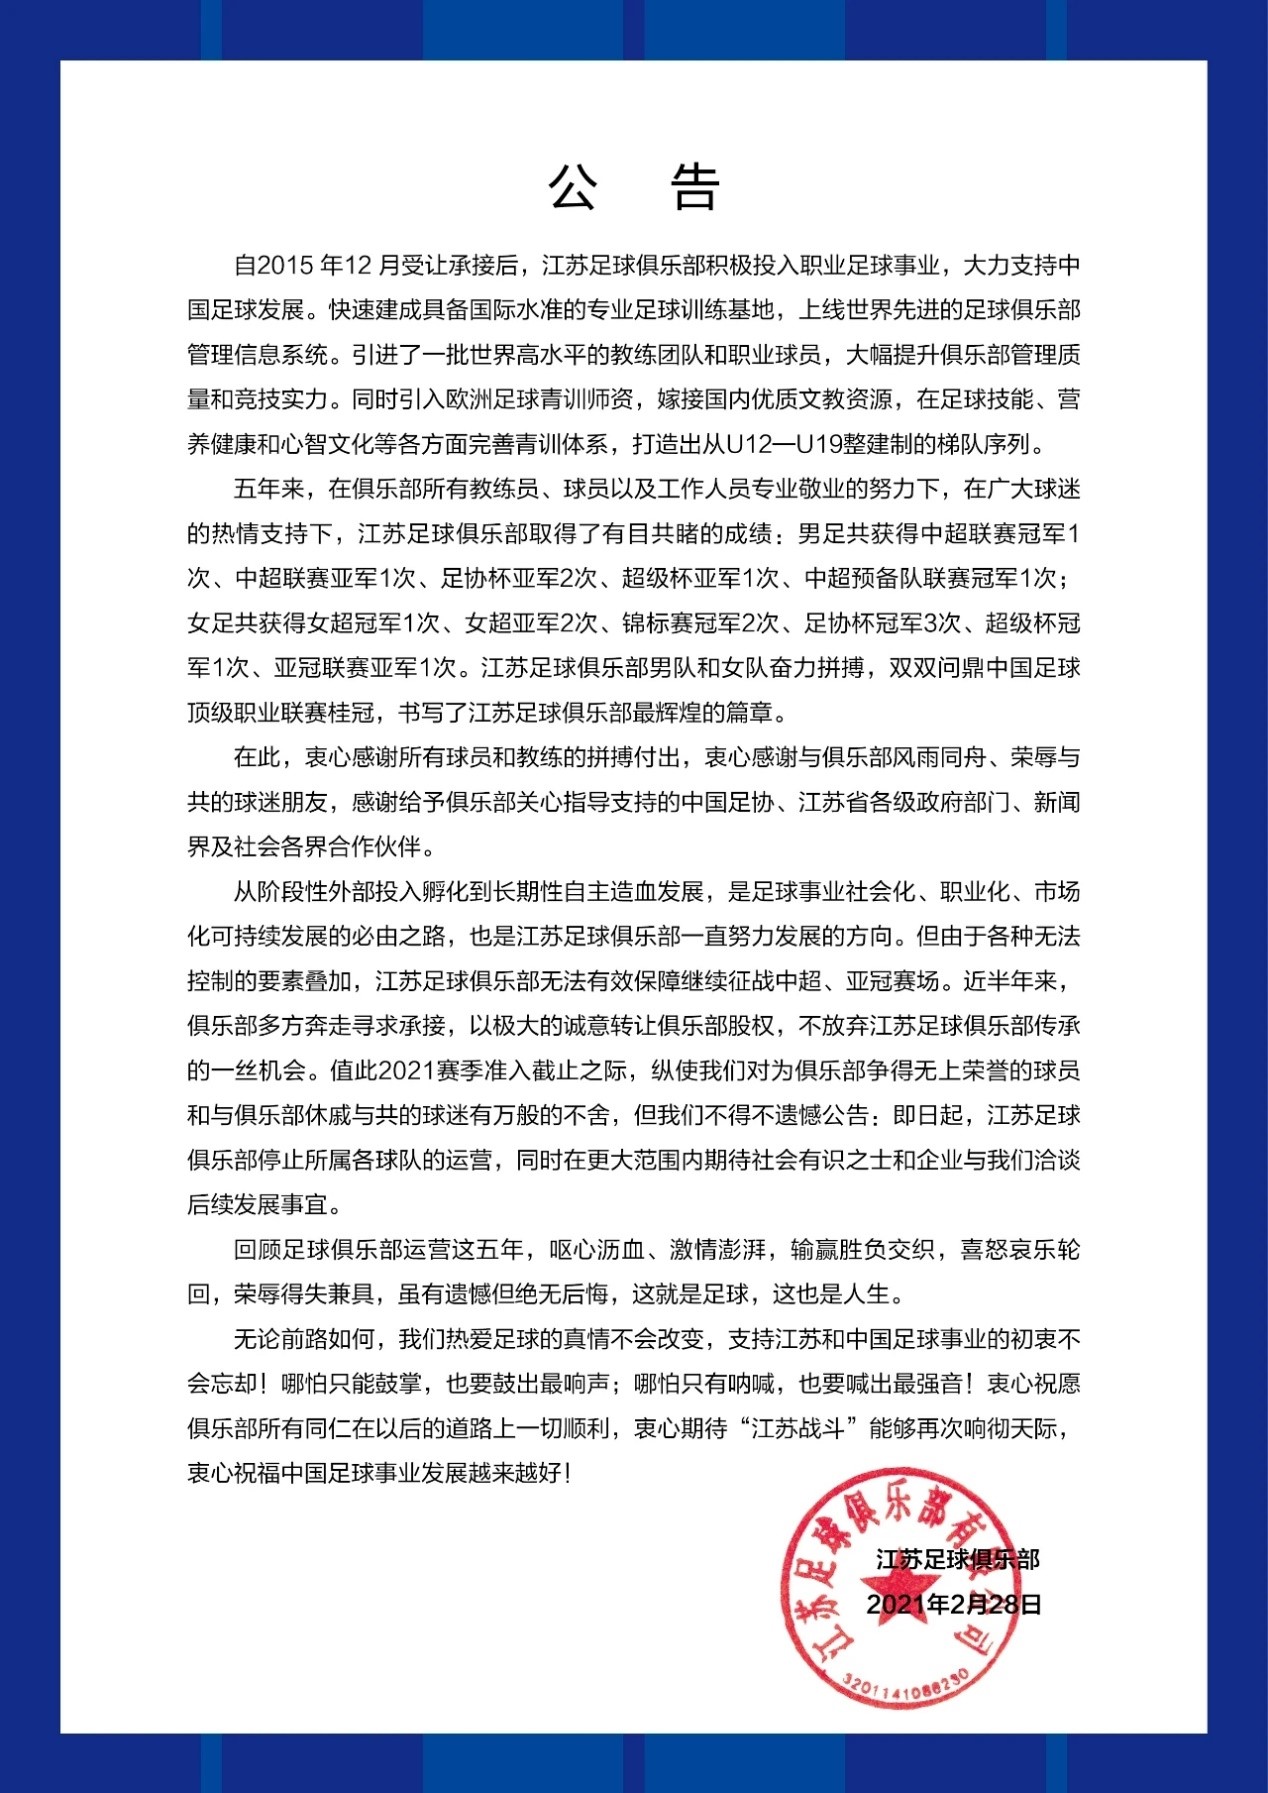 公 告
自2015 年12 月受让承接后，江苏足球俱乐部积极投入职业足球事业，大力支持中
国足球发展。快速建成具备国际水准的专业足球训练基地，上线世界先进的足球俱乐部
管理信息系统。引进了一批世界高水平的教练团队和职业球员，大幅提升俱乐部管理质
量和竞技实力。同时引入欧洲足球青训师资，嫁接国内优质文教资源，在足球技能、营
养健康和心智文化等各方面完善青训体系，打造出从U12—U19整建制的梯队序列。
五年来，在俱乐部所有教练员、球员以及工作人员专业敬业的努力下，在广大球迷
的热情支持下，江苏足球俱乐部取得了有目共睹的成绩：男足共获得中超联赛冠军1
次、中超联赛亚军1次、足协杯亚军2次、超级杯亚军1次、中超预备队联赛冠军1次；
女足共获得女超冠军1次、女超亚军2次、锦标赛冠军2次、足协杯冠军3次、超级杯冠
军1次、亚冠联赛亚军1次。江苏足球俱乐部男队和女队奋力拼搏，双双问鼎中国足球
顶级职业联赛桂冠，书写了江苏足球俱乐部最辉煌的篇章。
在此，衷心感谢所有球员和教练的拼搏付出，衷心感谢与俱乐部风雨同舟、荣辱与
共的球迷朋友，感谢给予俱乐部关心指导支持的中国足协、江苏省各级政府部门、新闻
界及社会各界合作伙伴。
从阶段性外部投入孵化到长期性自主造血发展，是足球事业社会化、职业化、市场
化可持续发展的必由之路，也是江苏足球俱乐部一直努力发展的方向。但由于各种无法
控制的要素叠加，江苏足球俱乐部无法有效保障继续征战中超、亚冠赛场。近半年来，
俱乐部多方奔走寻求承接，以极大的诚意转让俱乐部股权，不放弃江苏足球俱乐部传承
的一丝机会。值此2021赛季准入截止之际，纵使我们对为俱乐部争得无上荣誉的球员
和与俱乐部休戚与共的球迷有万般的不舍，但我们不得不遗憾公告：即日起，江苏足球
俱乐部停止所属各球队的运营，同时在更大范围内期待社会有识之士和企业与我们洽谈
后续发展事宜。
回顾足球俱乐部运营这五年，呕心沥血、激情澎湃，输赢胜负交织，喜怒哀乐轮
回，荣辱得失兼具，虽有遗憾但绝无后悔，这就是足球，这也是人生。
无论前路如何，我们热爱足球的真情不会改变，支持江苏和中国足球事业的初衷不
会忘却！哪怕只能鼓掌，也要鼓出最响声；哪怕只有呐喊，也要喊出最强音！衷心祝愿
俱乐部所有同仁在以后的道路上一切顺利，衷心期待“江苏战斗”能够再次响彻天际，
衷心祝福中国足球事业发展越来越好！
江苏足球俱乐部
2021年2月28日
江苏足球俱乐部有限公司